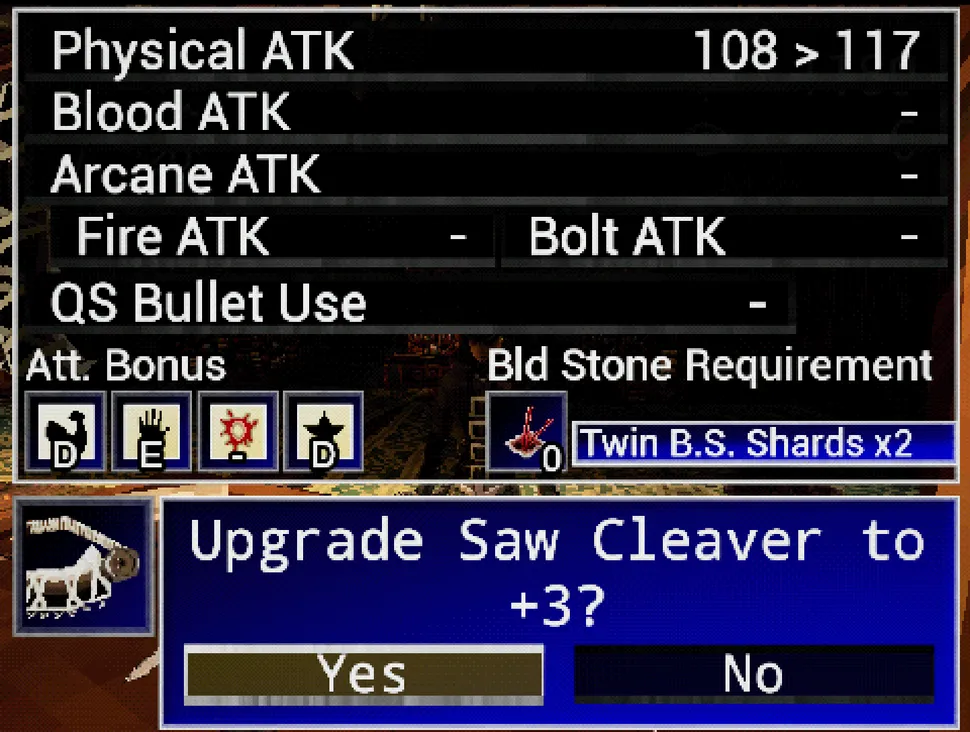 Physical ATK 108 > 117
Blood ATK -
Arcane ATK -
Fire ATK - Bolt ATK -
QS Bullet Use -
Att. Bonus Bld Stone Requirement
D E - D 0 Twin B.S. Shards x2
Upgrade Saw Cleaver to
+3?
Yes No